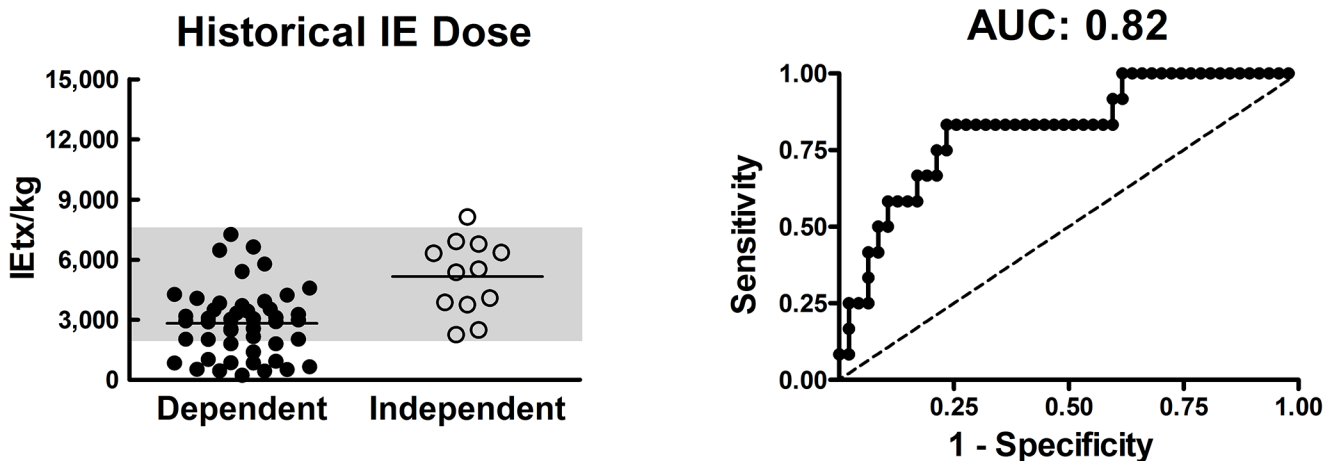 Historical IE Dose
IEtx/kg
15,000
12,000
9,000
6,000
3,000
0
Dependent
Independent
AUC: 0.82
Sensitivity
1.00
0.75
0.50
0.25
0.00
0.25
0.50
0.75
1.00
1 - Specificity